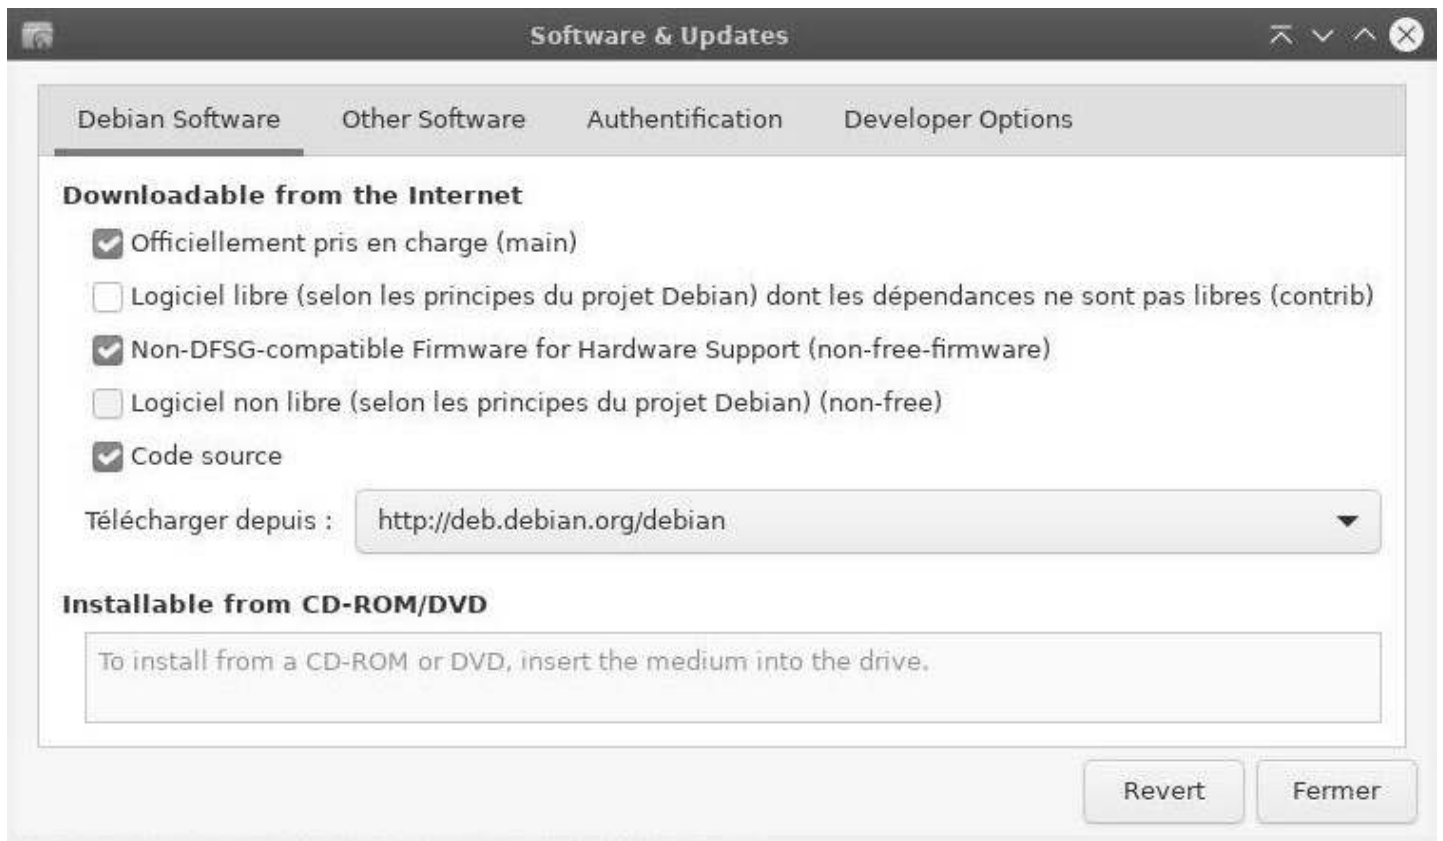 Software & Updates
Debian Software Other Software Authentification Developer Options
Downloadable from the Internet
Officiellement pris en charge (main)
Logiciel libre (selon les principes du projet Debian) dont les dépendances ne sont pas libres (contrib)
Non-DFSG-compatible Firmware for Hardware Support (non-free-firmware)
Logiciel non libre (selon les principes du projet Debian) (non-free)
Code source
Télécharger depuis : http://deb.debian.org/debian
Installable from CD-ROM/DVD
To install from a CD-ROM or DVD, insert the medium into the drive.
Revert Fermer